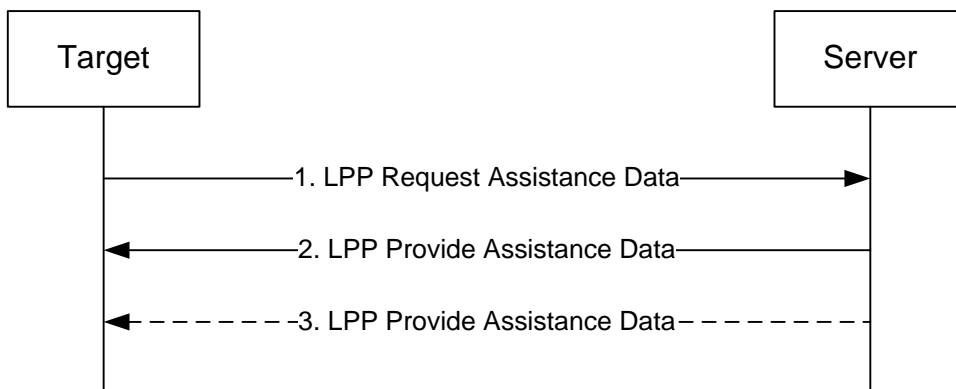 Target
Server
1. LPP Request Assistance Data
2. LPP Provide Assistance Data
3. LPP Provide Assistance Data